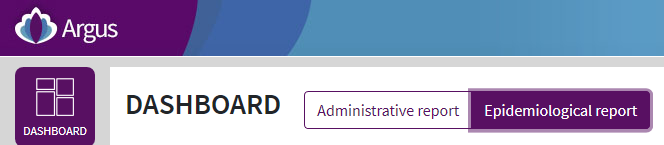 Argus
DASHBOARD Administrative report Epidemiological report
DASHBOARD